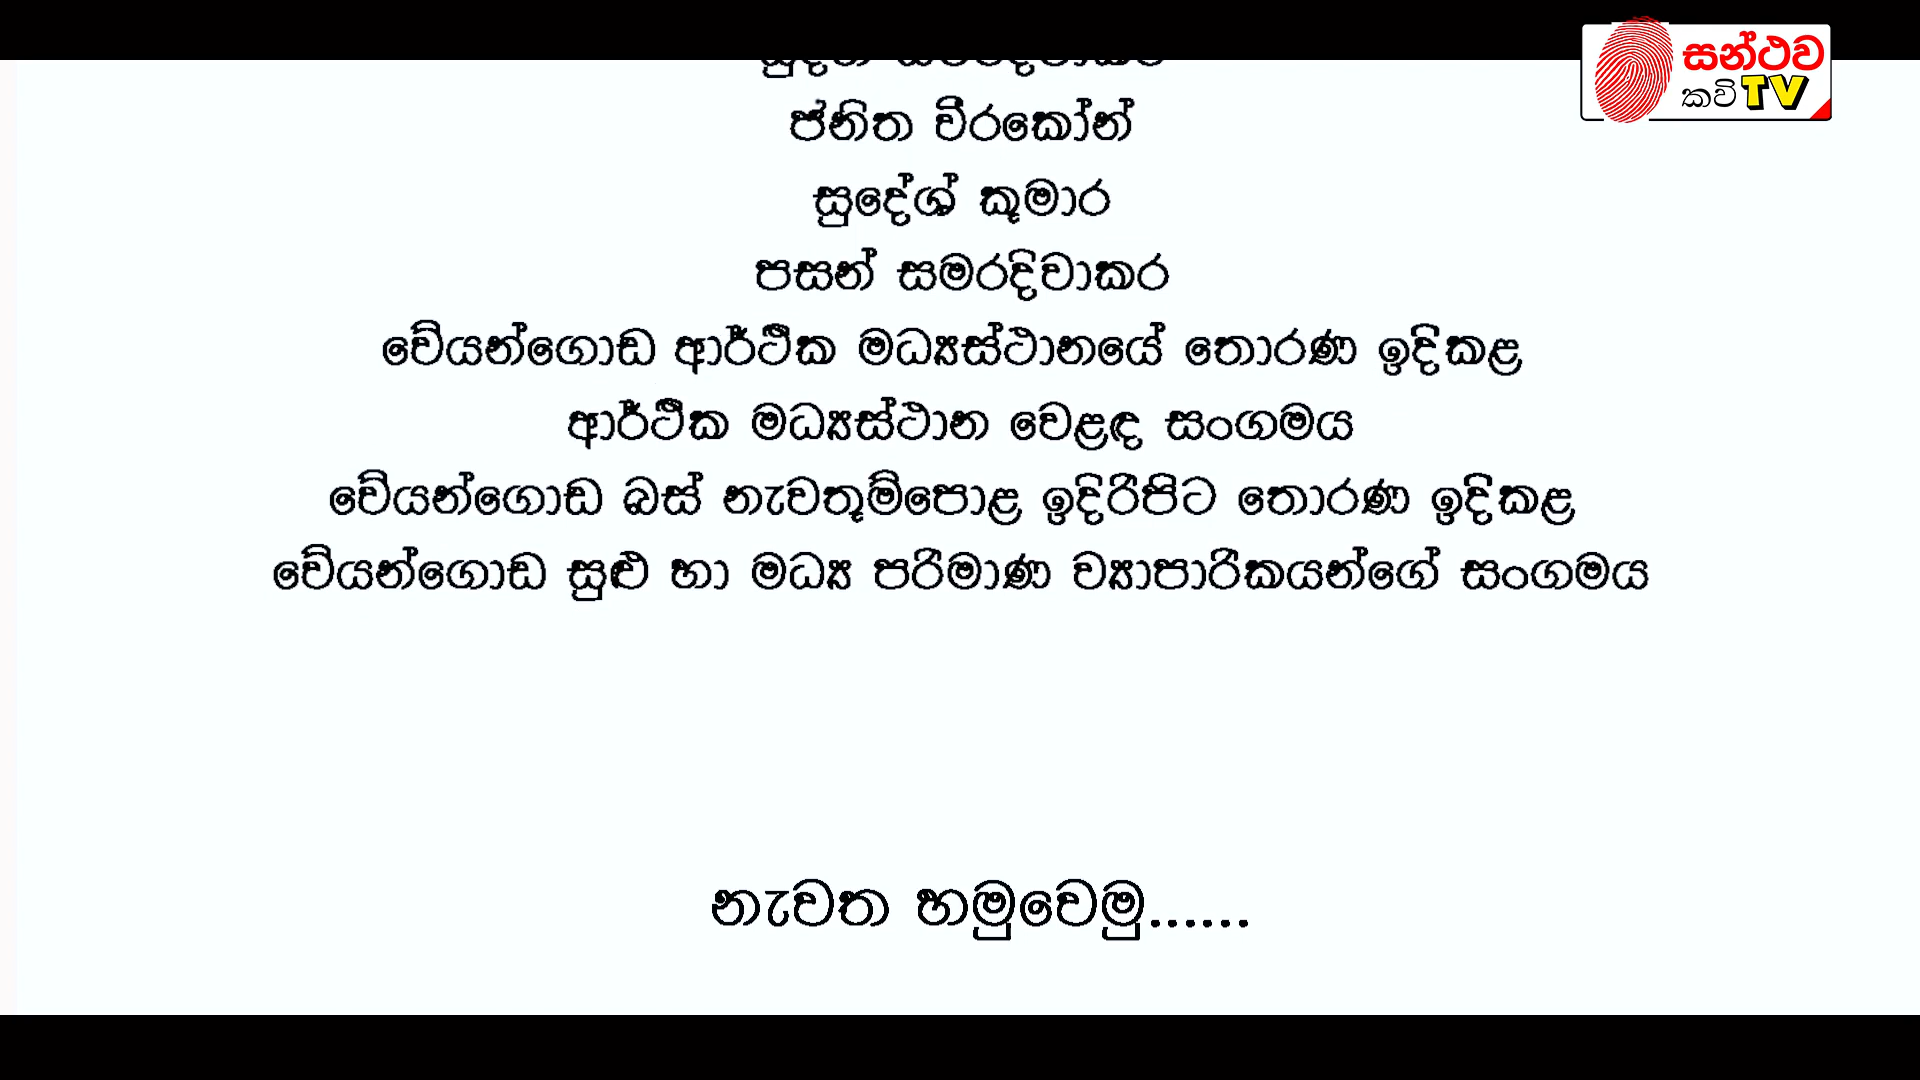 සන්ථව
කවි TV
ජනිත වීරකෝන්
සුදේශ් කුමාර
පසන් සමරදිවාකර
වේයන්ගොඩ ආර්ථික මධ්‍යස්ථානයේ තොරණ ඉදිකළ
ආර්ථික මධ්‍යස්ථාන වෙළඳ සංගමය
වේයන්ගොඩ බස් නැවතුම්පොළ ඉදිරිපිට තොරණ ඉදිකළ
වේයන්ගොඩ සුළු හා මධ්‍ය පරිමාණ ව්‍යාපාරිකයන්ගේ සංගමය
නැවත හමුවෙමු......